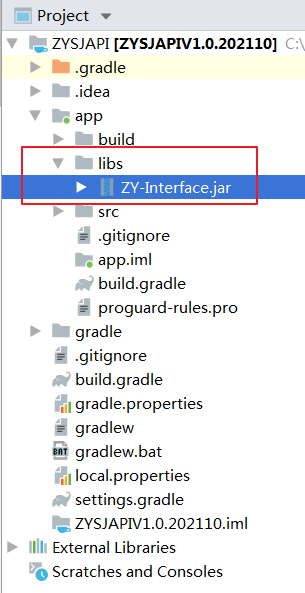 Project
ZYSJAPI [ZYSJAPIV1.0.202110] C:\
.gradle
.idea
app
build
libs
ZY-Interface.jar
src
.gitignore
app.iml
build.gradle
proguard-rules.pro
gradle
.gitignore
build.gradle
gradle.properties
gradlew
BAT gradlew.bat
local.properties
settings.gradle
ZYSJAPIV1.0.202110.iml
External Libraries
Scratches and Consoles